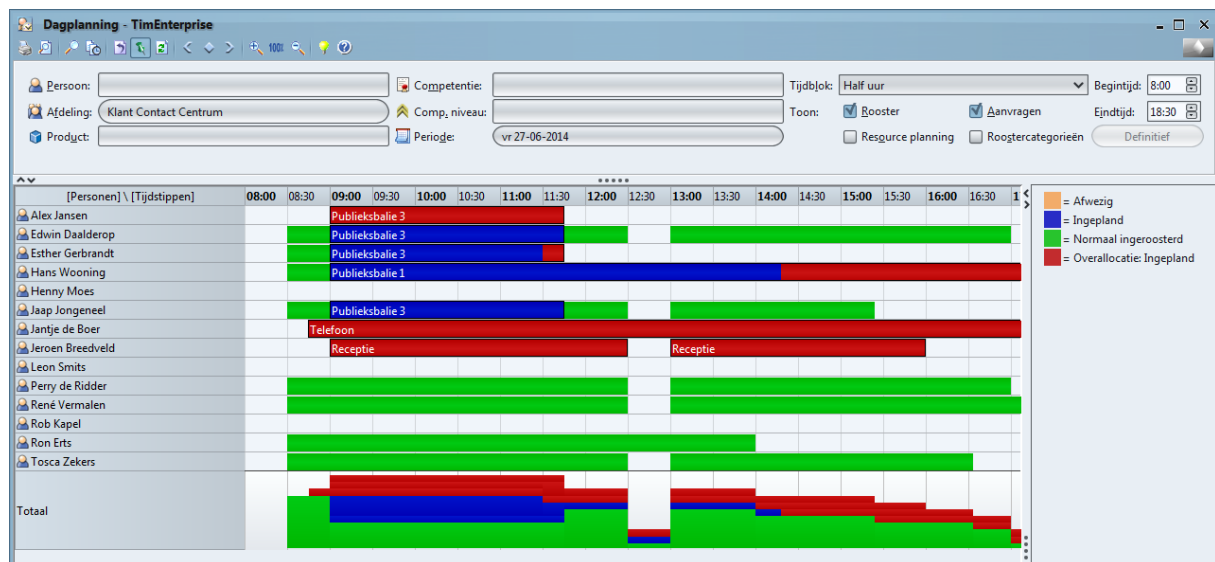 Dagplanning - TimEnterprise
100%
Persoon: Competentie: Tijdblok: Half uur Begintijd: 8:00
Afdeling: Klant Contact Centrum Comp. niveau: Toon: Rooster Aanvragen Eindtijd: 18:30
Product: Periode: vr 27-06-2014 Resource planning Roostercategorieën Definitief
[Personen] \ [Tijdstippen] 08:00 08:30 09:00 09:30 10:00 10:30 11:00 11:30 12:00 12:30 13:00 13:30 14:00 14:30 15:00 15:30 16:00 16:30 1
= Afwezig
= Ingepland
= Normaal ingeroosterd
= Overallocatie: Ingepland
Alex Jansen Publieksbalie 3
Edwin Daalderop Publieksbalie 3
Esther Gerbrandt Publieksbalie 3
Hans Wooning Publieksbalie 1
Henny Moes
Jaap Jongeneel Publieksbalie 3
Jantje de Boer Telefoon
Jeroen Breedveld Receptie Receptie
Leon Smits
Perry de Ridder
René Vermalen
Rob Kapel
Ron Erts
Tosca Zekers
Totaal